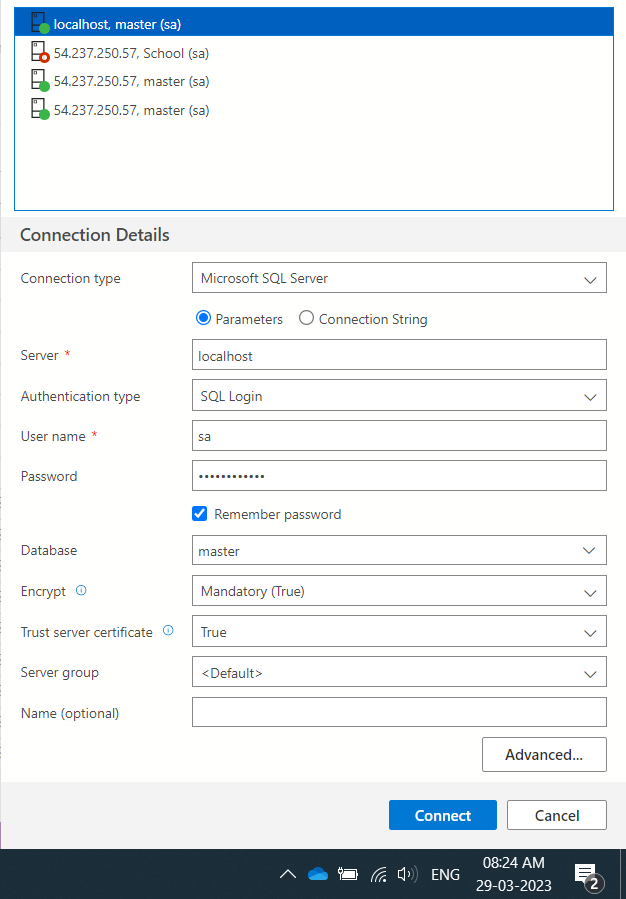 localhost, master (sa)
54.237.250.57, School (sa)
54.237.250.57, master (sa)
54.237.250.57, master (sa)
Connection Details
Connection type Microsoft SQL Server
Parameters Connection String
Server * localhost
Authentication type SQL Login
User name * sa
Password ••••••••••••
Remember password
Database master
Encrypt Mandatory (True)
Trust server certificate True
Server group <Default>
Name (optional)
Advanced...
Connect Cancel
ENG 08:24 AM
29-03-2023
2